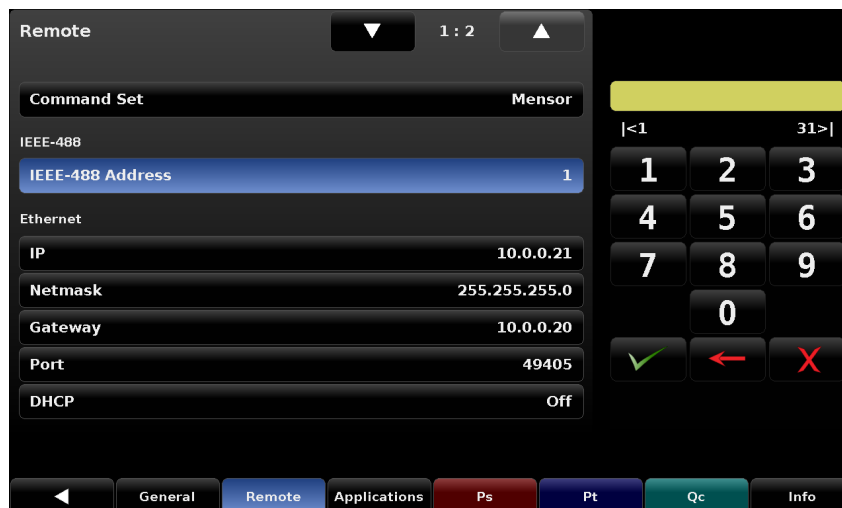 Remote 1 : 2
Command Set Mensor
IEEE-488
IEEE-488 Address 1
Ethernet
IP 10.0.0.21
Netmask 255.255.255.0
Gateway 10.0.0.20
Port 49405
DHCP Off
|<1 31>|
1 2 3
4 5 6
7 8 9
0
General Remote Applications Ps Pt Qc Info